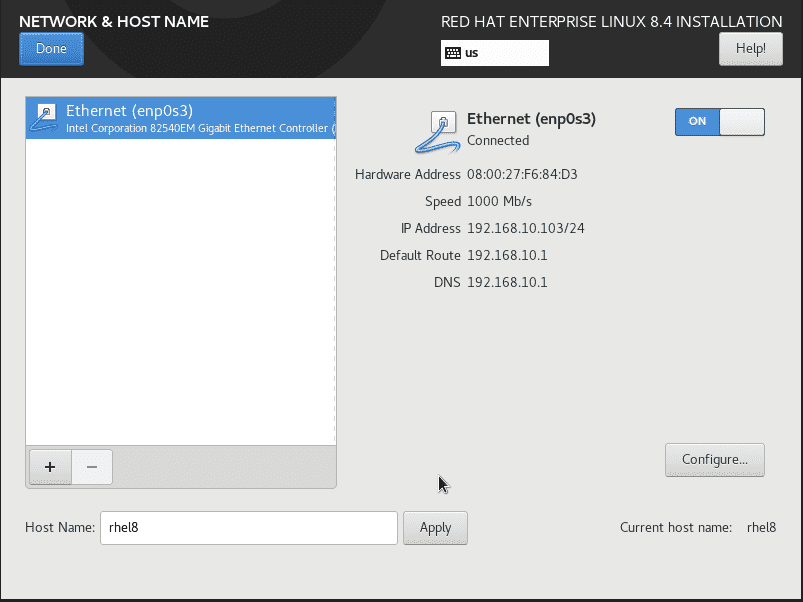 NETWORK & HOST NAME
RED HAT ENTERPRISE LINUX 8.4 INSTALLATION
Done
us
Help!
Ethernet (enp0s3)
Intel Corporation 82540EM Gigabit Ethernet Controller (
Ethernet (enp0s3)
Connected
ON
Hardware Address 08:00:27:F6:84:D3
Speed 1000 Mb/s
IP Address 192.168.10.103/24
Default Route 192.168.10.1
DNS 192.168.10.1
+ −
Configure...
Host Name: rhel8 Apply
Current host name: rhel8